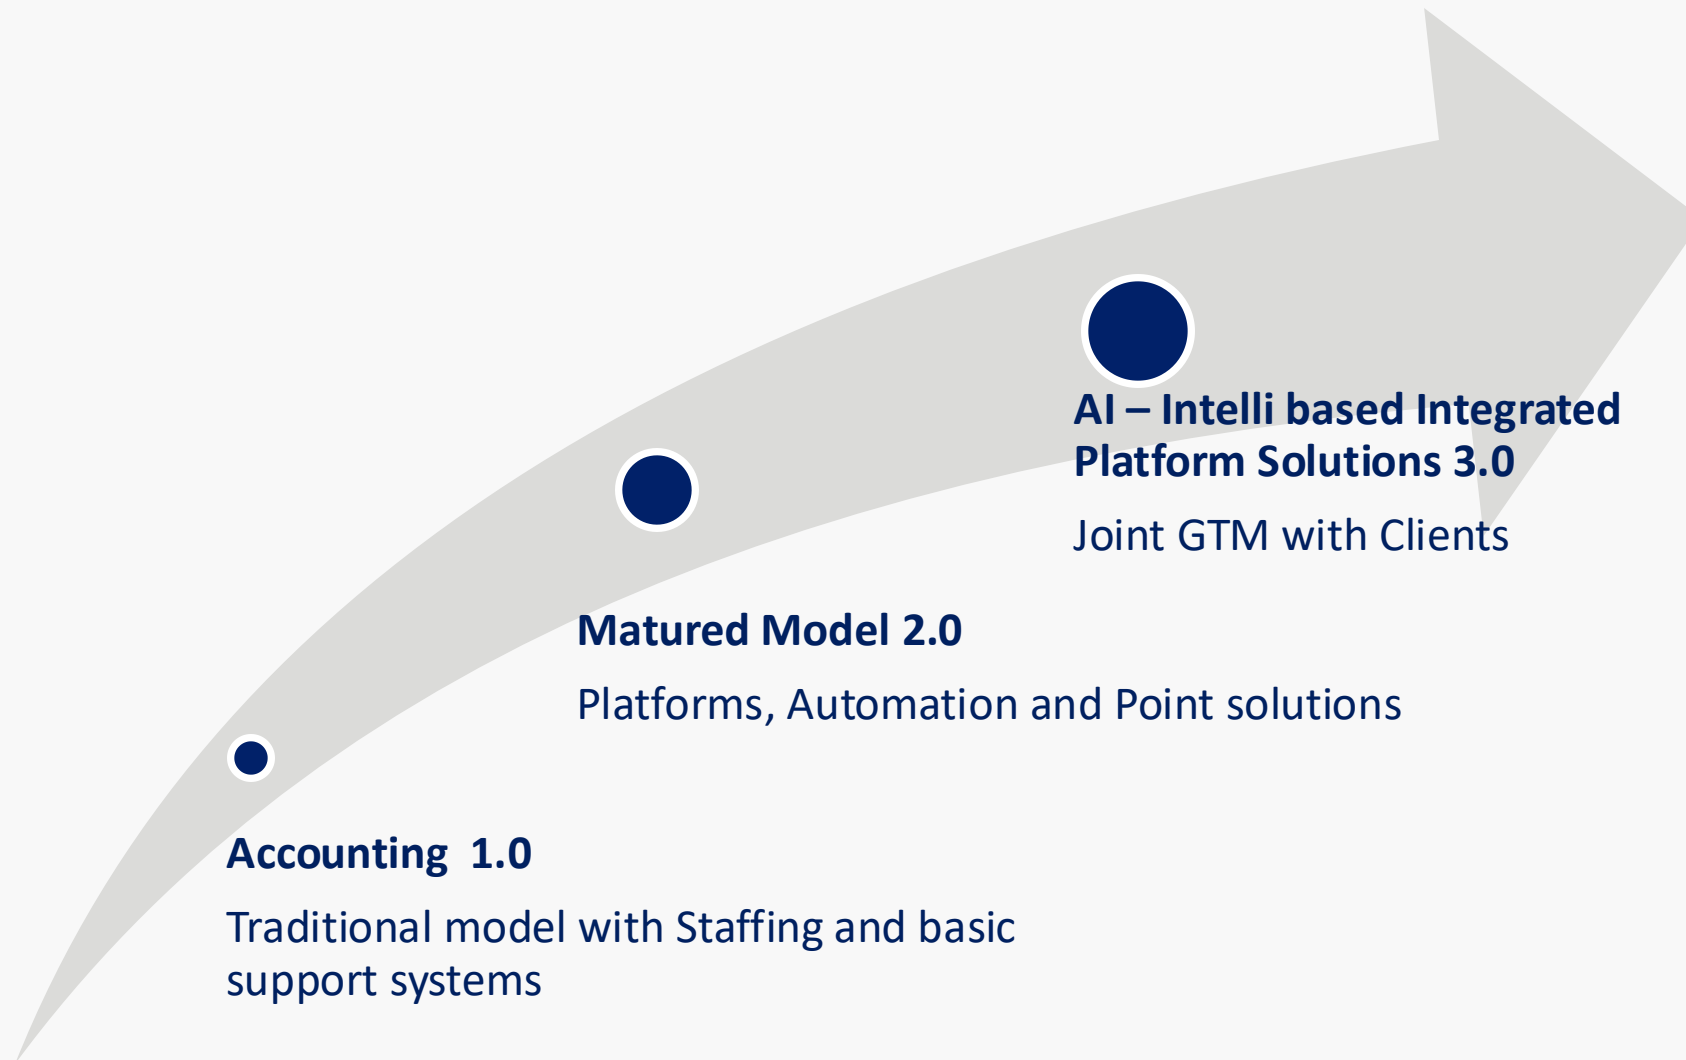 AI – Intelli based Integrated
Platform Solutions 3.0
Joint GTM with Clients
Matured Model 2.0
Platforms, Automation and Point solutions
Accounting  1.0
Traditional model with Staffing and basic
support systems